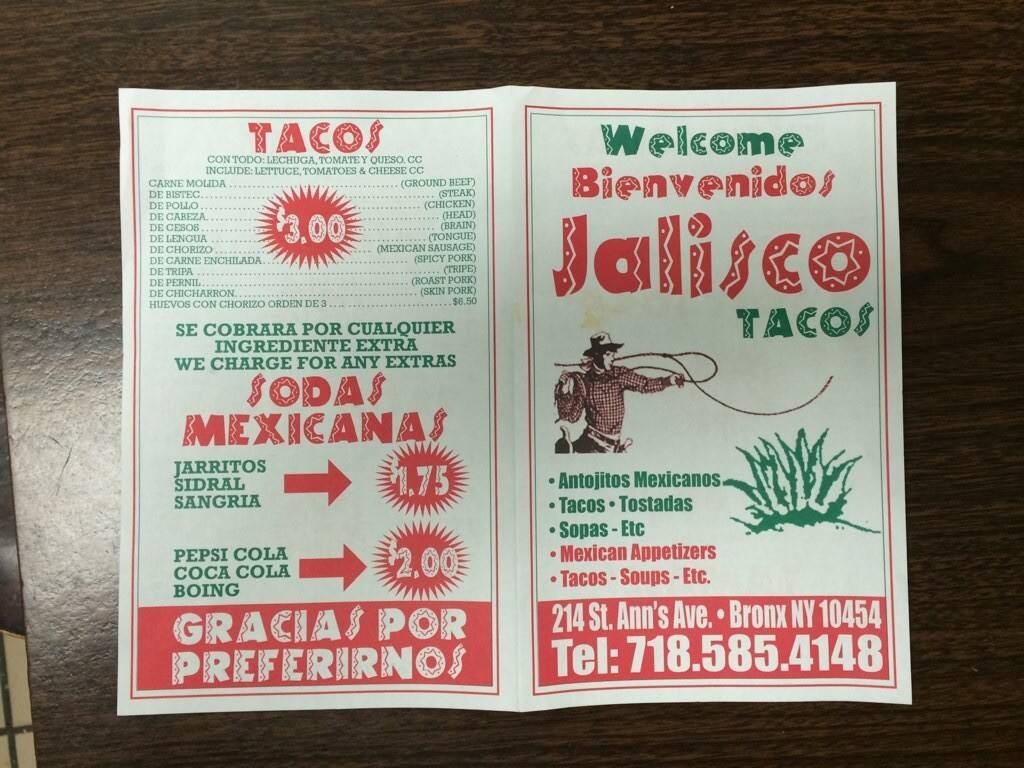 TACOS
CON TODO: LECHUGA, TOMATE Y QUESO. CC
INCLUDE: LETTUCE, TOMATOES & CHEESE CC
CARNE MOLIDA (GROUND BEEF)
DE BISTEC (STEAK)
DE POLLO (CHICKEN)
DE CABEZA (HEAD)
DE CESOS (BRAIN)
DE LENGUA (TONGUE)
DE CHORIZO (MEXICAN SAUSAGE)
DE CARNE ENCHILADA (SPICY PORK)
DE TRIPA (TRIPE)
DE PERNIL (ROAST PORK)
DE CHICHARRON (SKIN PORK)
HUEVOS CON CHORIZO ORDEN DE 3 $6.50
$3.00
SE COBRARA POR CUALQUIER
INGREDIENTE EXTRA
WE CHARGE FOR ANY EXTRAS
SODAS
MEXICANAS
JARRITOS
SIDRAL
SANGRIA
$1.75
PEPSI COLA
COCA COLA
BOING
$2.00
GRACIAS POR
PREFERIRNOS
Welcome
Bienvenidos
Jalisco
TACOS
• Antojitos Mexicanos
• Tacos • Tostadas
• Sopas - Etc
• Mexican Appetizers
• Tacos - Soups - Etc.
214 St. Ann's Ave. • Bronx NY 10454
Tel: 718.585.4148